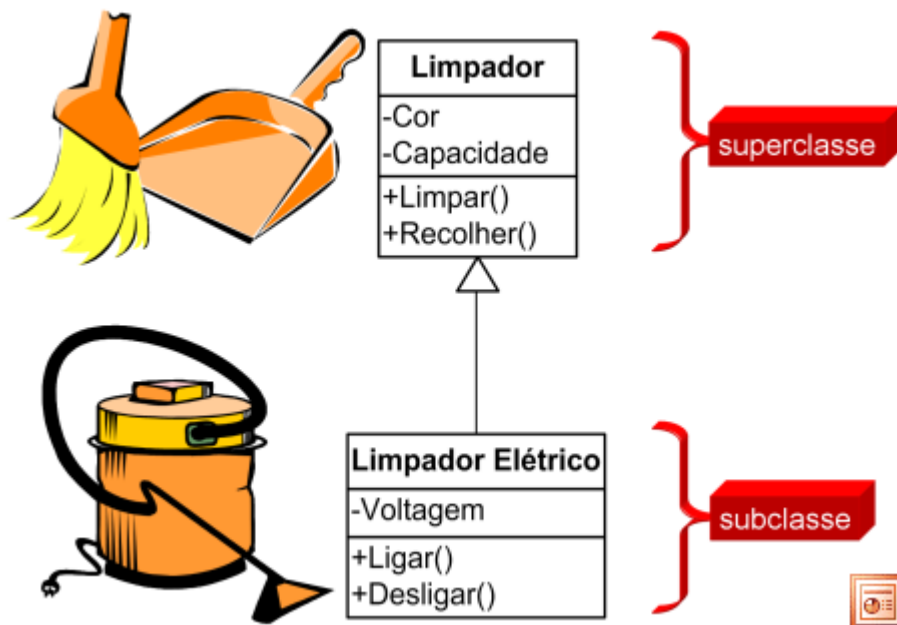 Limpador
-Cor
-Capacidade
+Limpar()
+Recolher()
superclasse
Limpador Elétrico
-Voltagem
+Ligar()
+Desligar()
subclasse